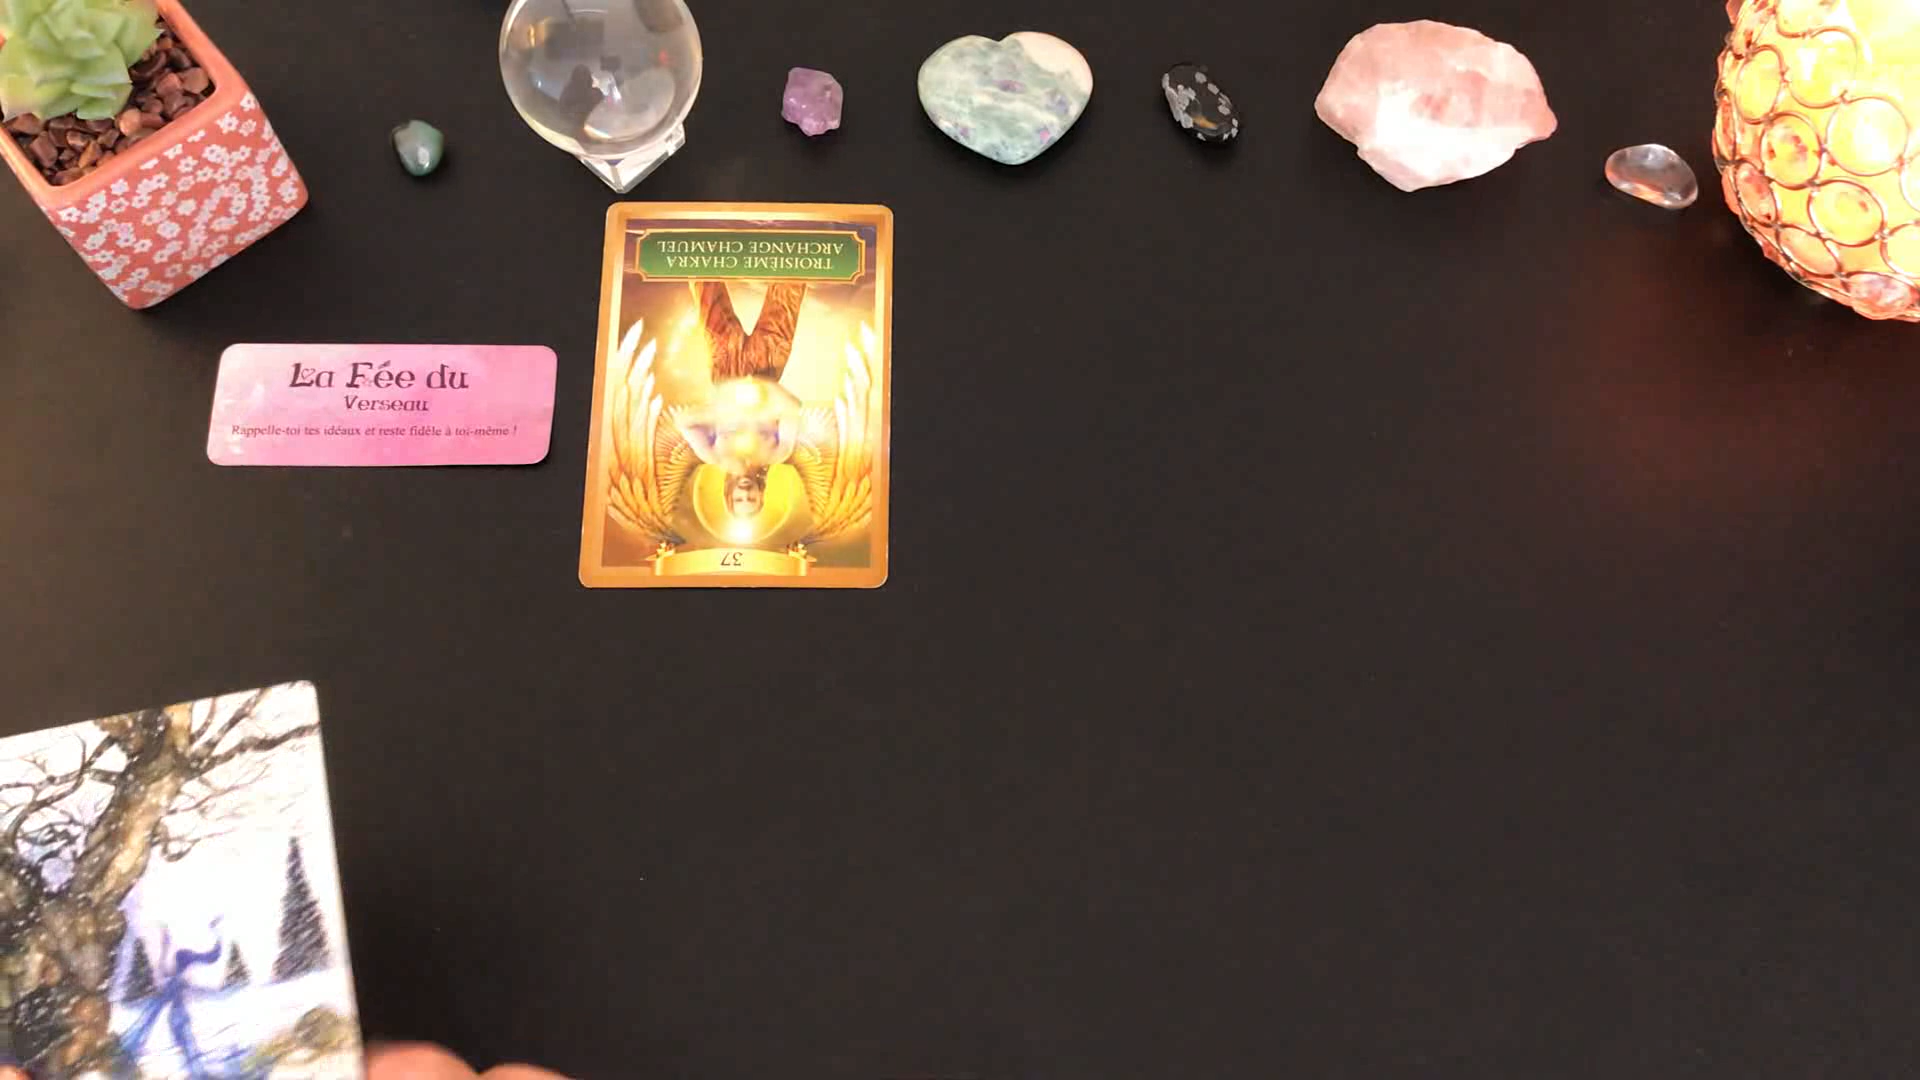 La Fée du
Verseau
Rappelle-toi tes idéaux et reste fidèle à toi-même !
37
TROISIÈME CHAKRA
ARCHANGE CHAMUEL